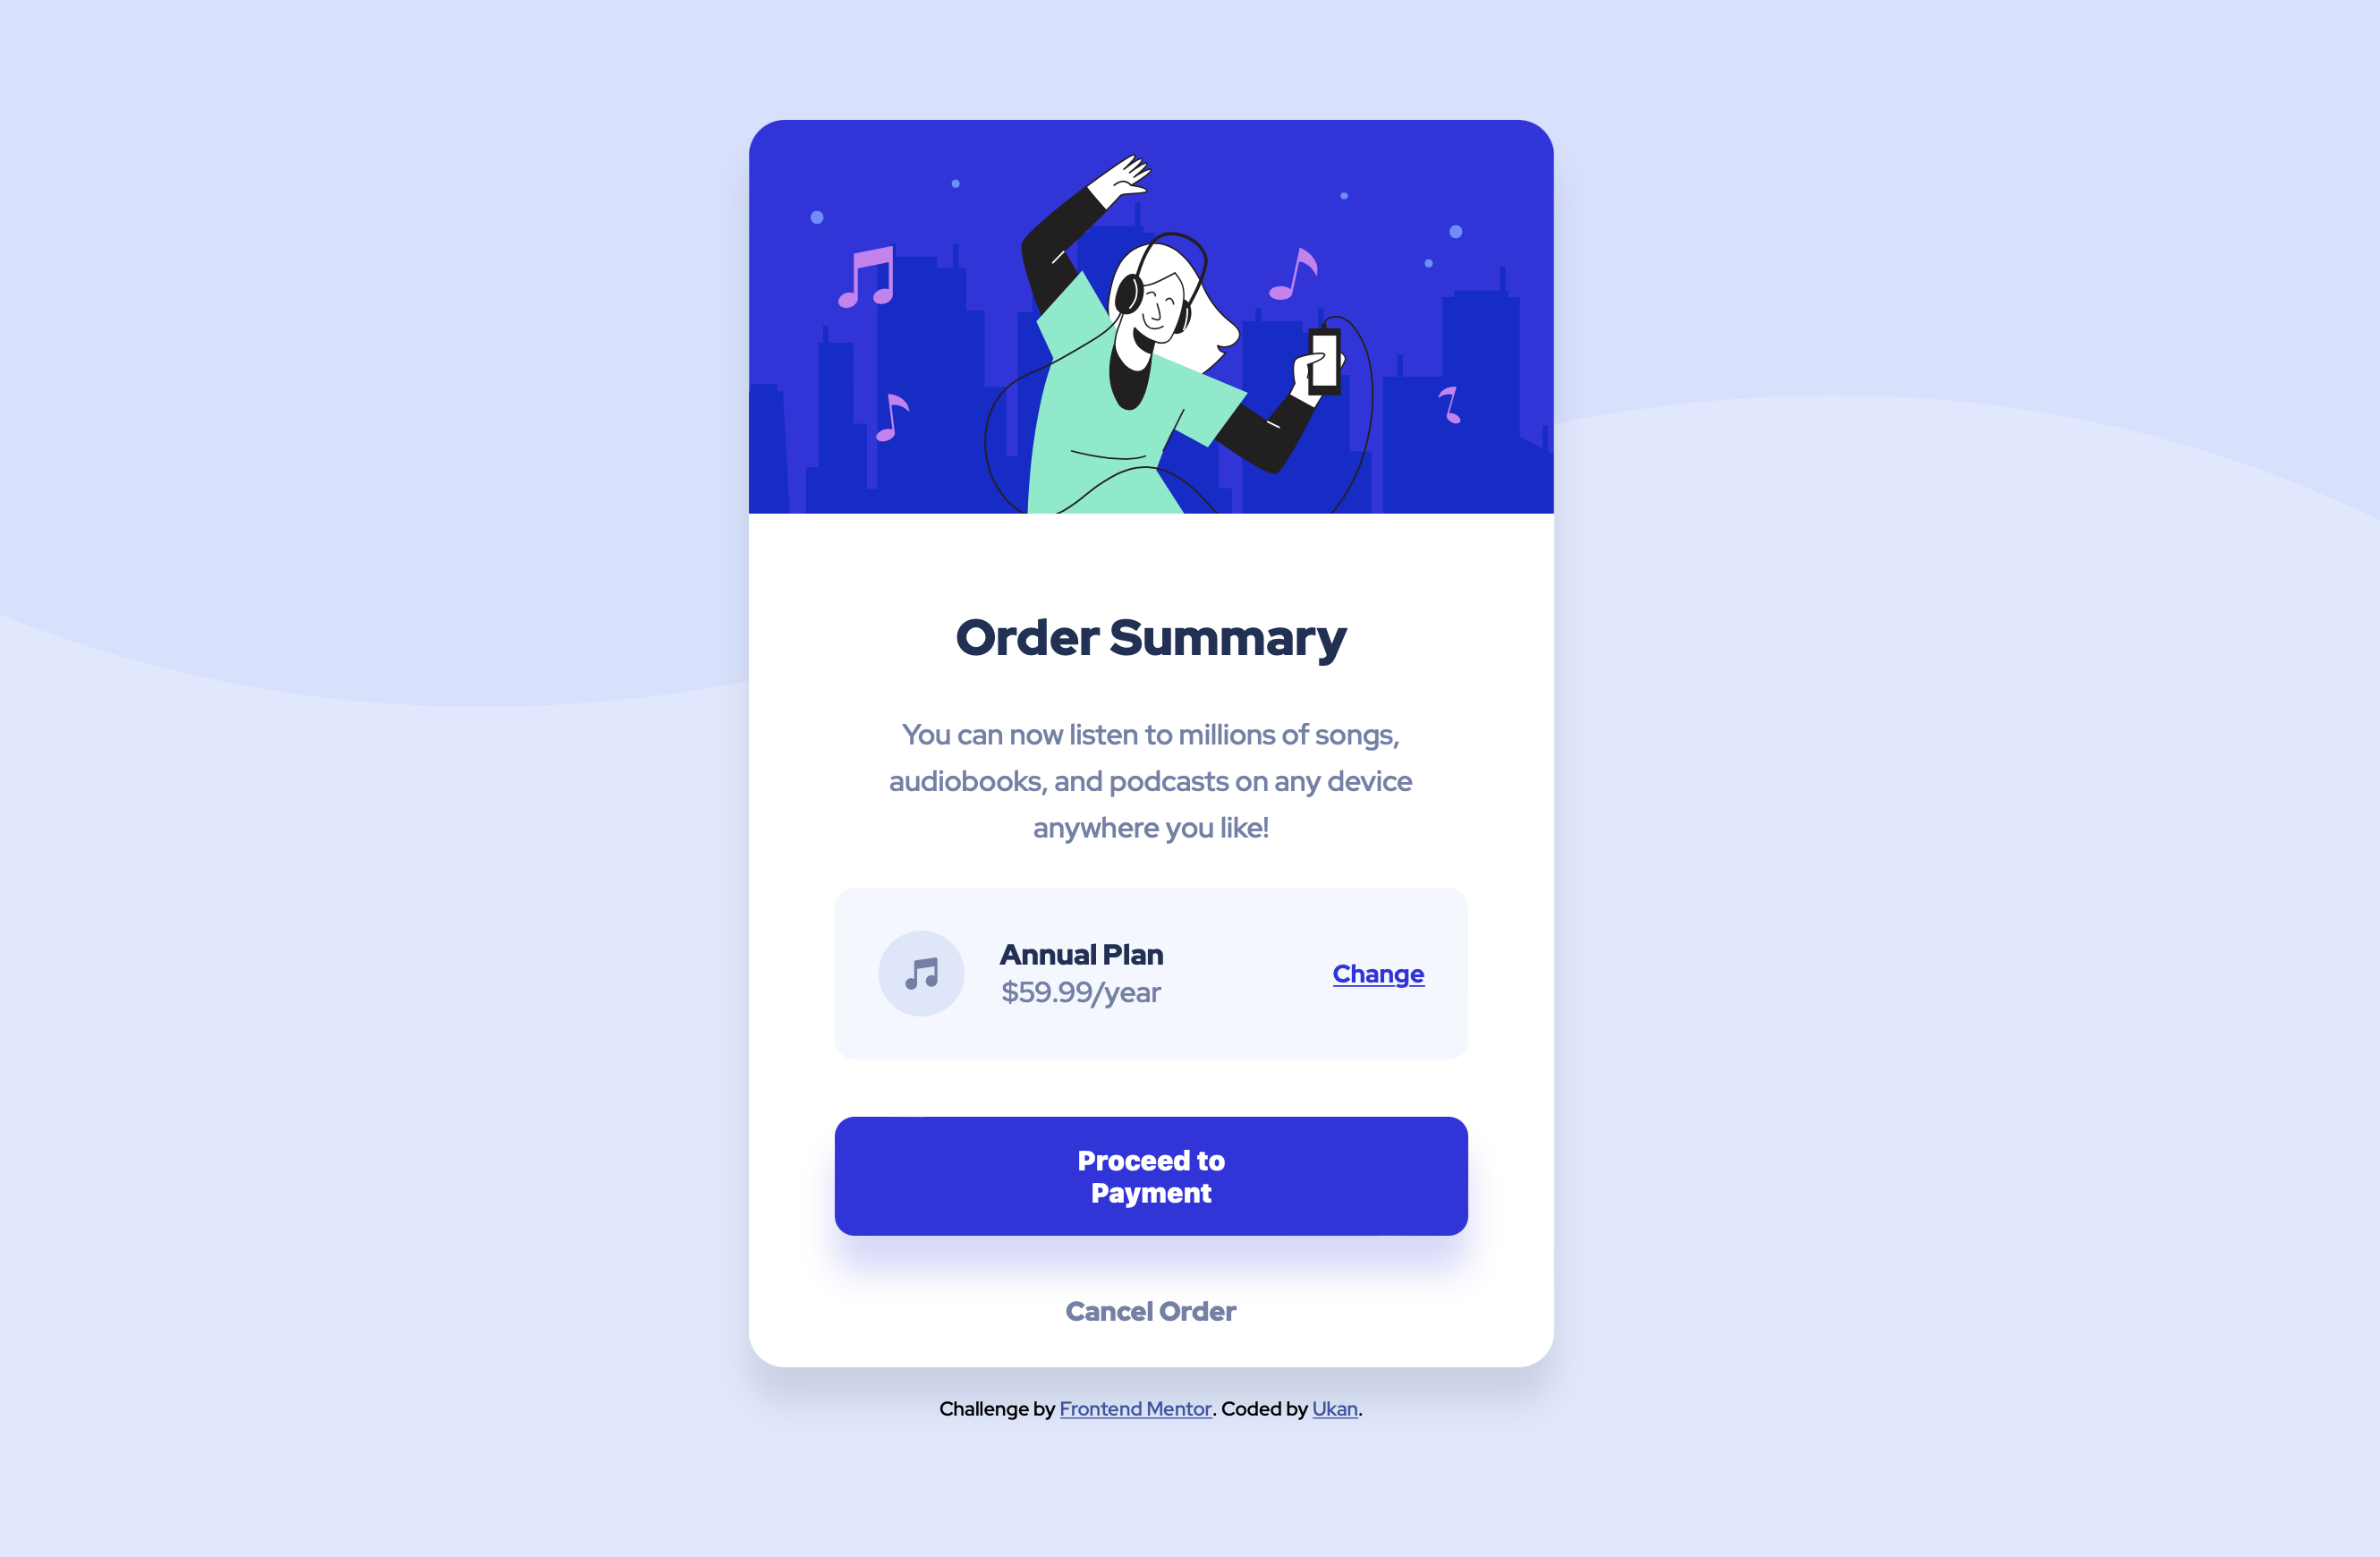 Order Summary
You can now listen to millions of songs,
audiobooks, and podcasts on any device
anywhere you like!
Annual Plan
$59.99/year
Change
Proceed to
Payment
Cancel Order
Challenge by Frontend Mentor. Coded by Ukan.